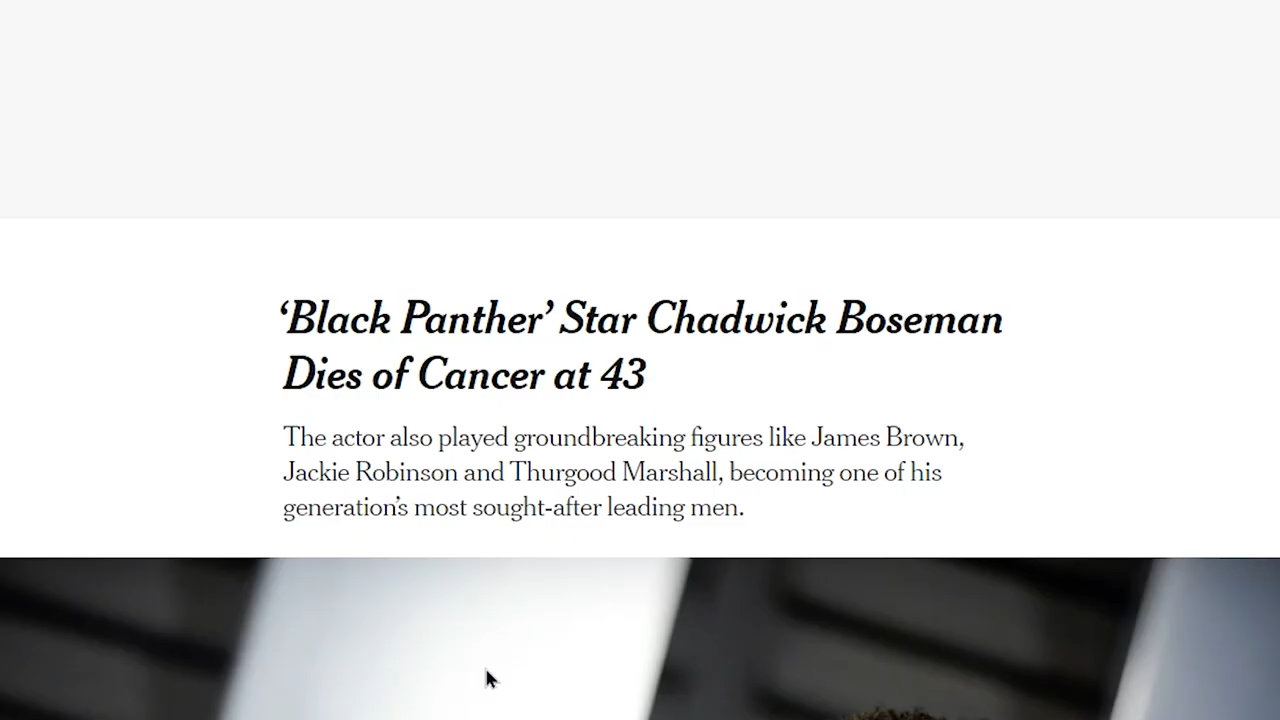 ‘Black Panther’ Star Chadwick Boseman
Dies of Cancer at 43
The actor also played groundbreaking figures like James Brown,
Jackie Robinson and Thurgood Marshall, becoming one of his
generation’s most sought-after leading men.